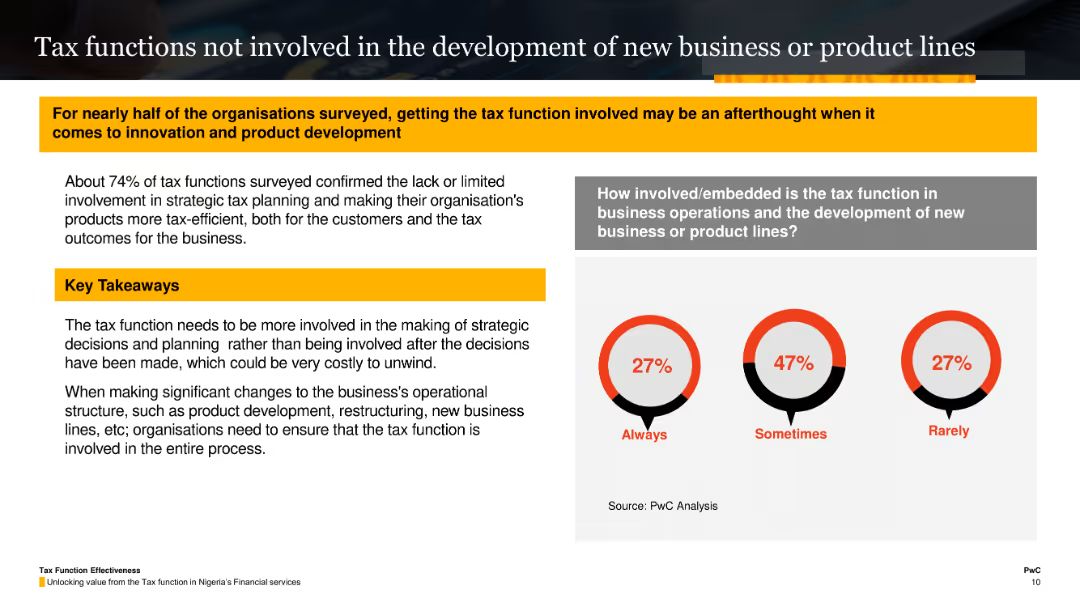 Tax functions not involved in the development of new business or product lines
For nearly half of the organisations surveyed, getting the tax function involved may be an afterthought when it
comes to innovation and product development
About 74% of tax functions surveyed confirmed the lack or limited
involvement in strategic tax planning and making their organisation's
products more tax-efficient, both for the customers and the tax
outcomes for the business.
Key Takeaways
The tax function needs to be more involved in the making of strategic
decisions and planning rather than being involved after the decisions
have been made, which could be very costly to unwind.
When making significant changes to the business's operational
structure, such as product development, restructuring, new business
lines, etc; organisations need to ensure that the tax function is
involved in the entire process.
How involved/embedded is the tax function in
business operations and the development of new
business or product lines?
27%
47%
27%
Always
Sometimes
Rarely
Source: PwC Analysis
Tax Function Effectiveness
Unlocking value from the Tax function in Nigeria's Financial services
PwC
10